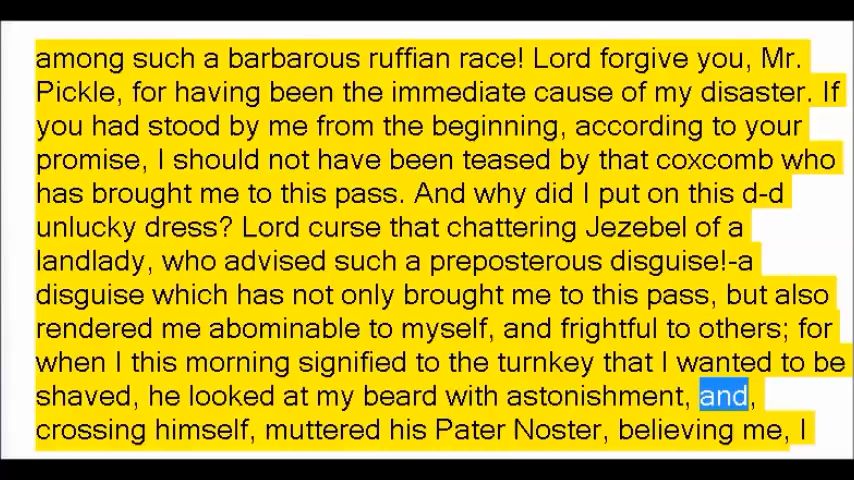 among such a barbarous ruffian race! Lord forgive you, Mr.
Pickle, for having been the immediate cause of my disaster. If
you had stood by me from the beginning, according to your
promise, I should not have been teased by that coxcomb who
has brought me to this pass. And why did I put on this d-d
unlucky dress? Lord curse that chattering Jezebel of a
landlady, who advised such a preposterous disguise!-a
disguise which has not only brought me to this pass, but also
rendered me abominable to myself, and frightful to others; for
when I this morning signified to the turnkey that I wanted to be
shaved, he looked at my beard with astonishment, and,
crossing himself, muttered his Pater Noster, believing me, I